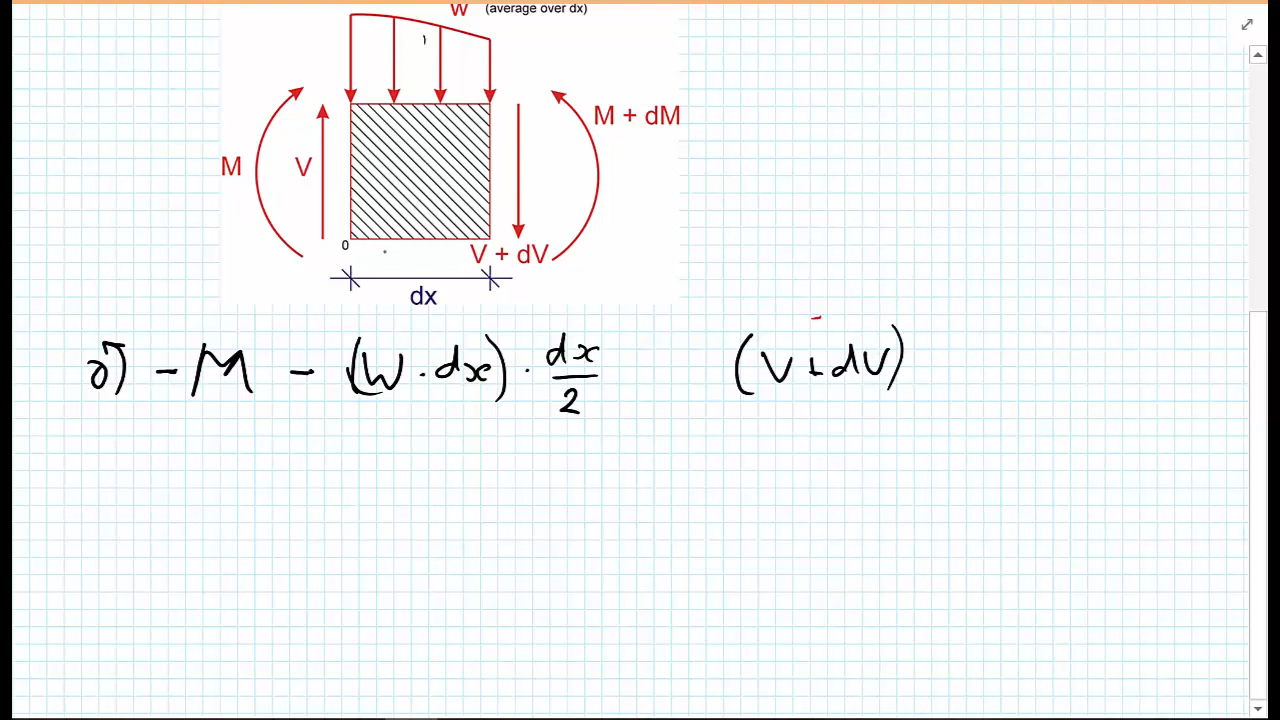 w (average over dx)
M + dM
M
V
0
V + dV
dx
0) - M - (W . dx) . dx/2 (V + dV)